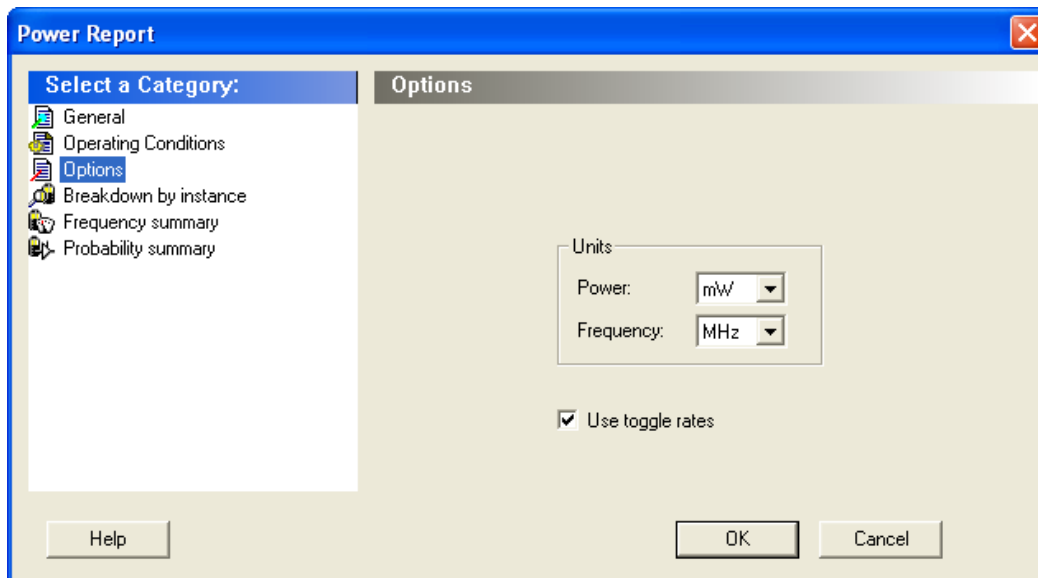 Power Report
Select a Category:
General
Operating Conditions
Options
Breakdown by instance
Frequency summary
Probability summary
Options
Units
Power: mW
Frequency: MHz
Use toggle rates
Help
OK
Cancel